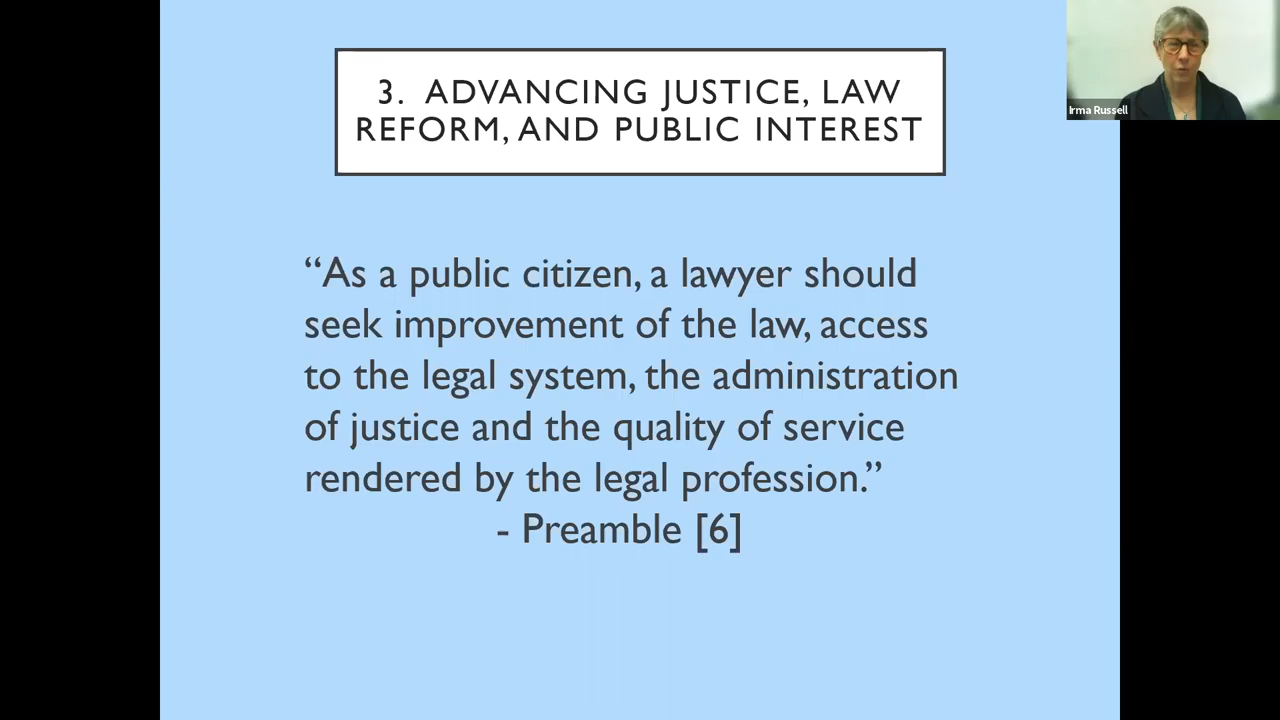 3. ADVANCING JUSTICE, LAW
REFORM, AND PUBLIC INTEREST
Irma Russell
“As a public citizen, a lawyer should
seek improvement of the law, access
to the legal system, the administration
of justice and the quality of service
rendered by the legal profession.”
- Preamble [6]